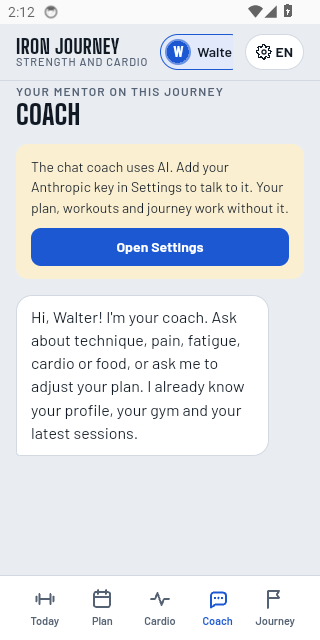 2:12
IRON JOURNEY
STRENGTH AND CARDIO
W Walte
EN
YOUR MENTOR ON THIS JOURNEY
COACH
The chat coach uses AI. Add your
Anthropic key in Settings to talk to it. Your
plan, workouts and journey work without it.
Open Settings
Hi, Walter! I'm your coach. Ask
about technique, pain, fatigue,
cardio or food, or ask me to
adjust your plan. I already know
your profile, your gym and your
latest sessions.
Today
Plan
Cardio
Coach
Journey